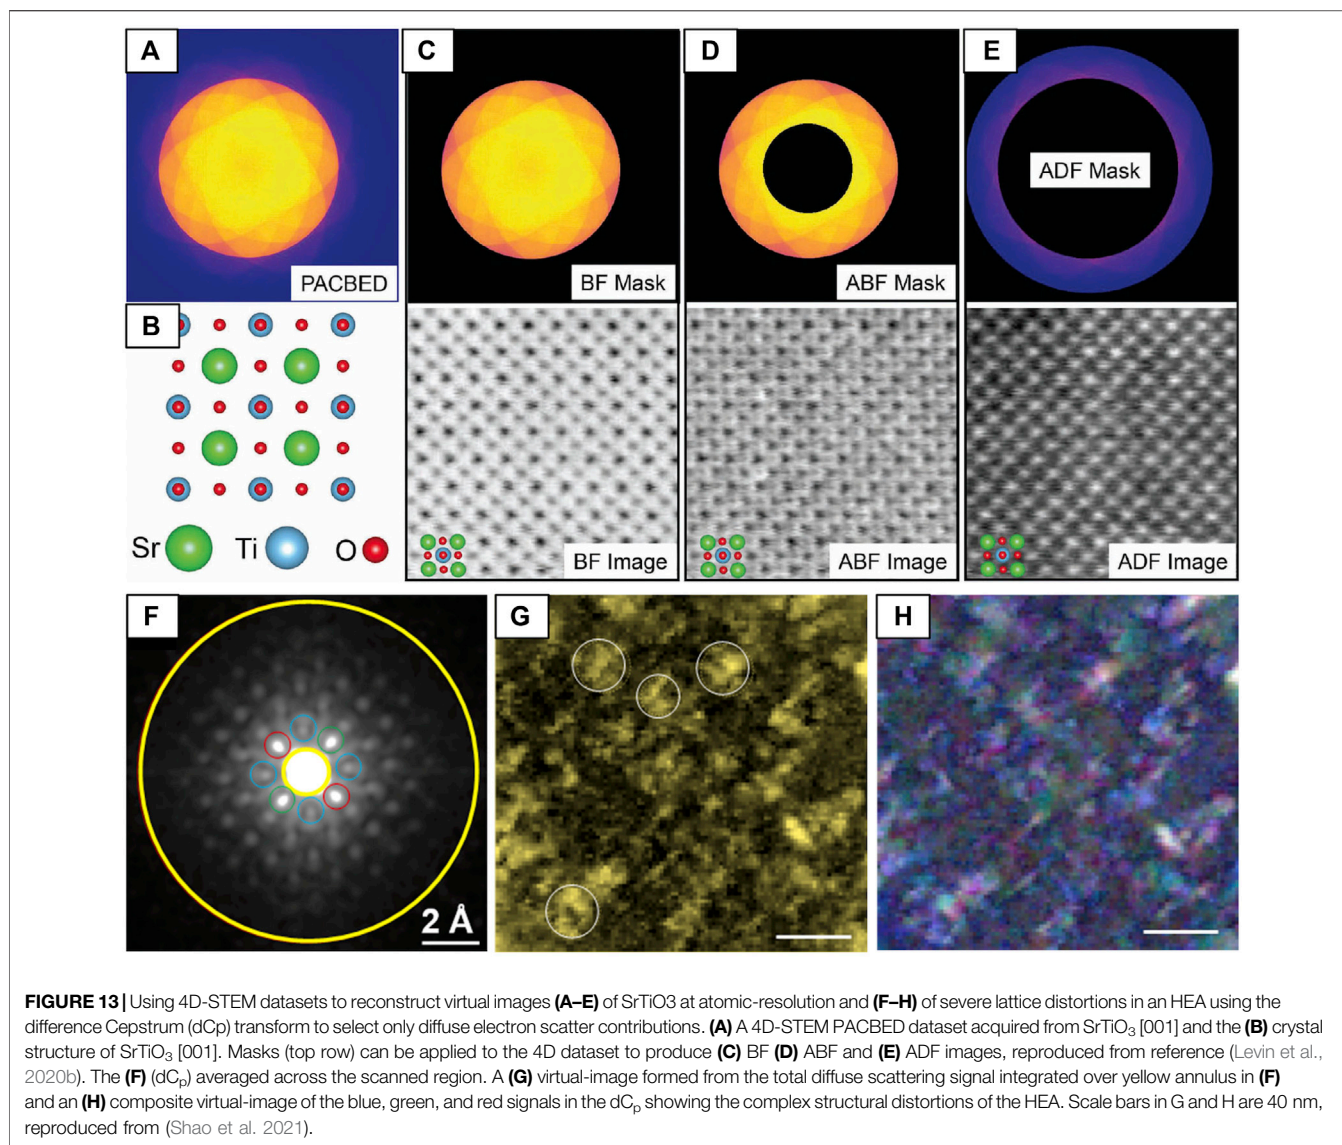 A
C
D
E
ADF Mask
PACBED
BF Mask
ABF Mask
B
Sr Ti O
BF Image
ABF Image
ADF Image
F
G
H
2 Å
FIGURE 13 | Using 4D-STEM datasets to reconstruct virtual images (A–E) of SrTiO3 at atomic-resolution and (F–H) of severe lattice distortions in an HEA using the
difference Cepstrum (dCp) transform to select only diffuse electron scatter contributions. (A) A 4D-STEM PACBED dataset acquired from SrTiO₃ [001] and the (B) crystal
structure of SrTiO₃ [001]. Masks (top row) can be applied to the 4D dataset to produce (C) BF (D) ABF and (E) ADF images, reproduced from reference (Levin et al.,
2020b). The (F) (dCₚ) averaged across the scanned region. A (G) virtual-image formed from the total diffuse scattering signal integrated over yellow annulus in (F)
and an (H) composite virtual-image of the blue, green, and red signals in the dCₚ showing the complex structural distortions of the HEA. Scale bars in G and H are 40 nm,
reproduced from (Shao et al. 2021).